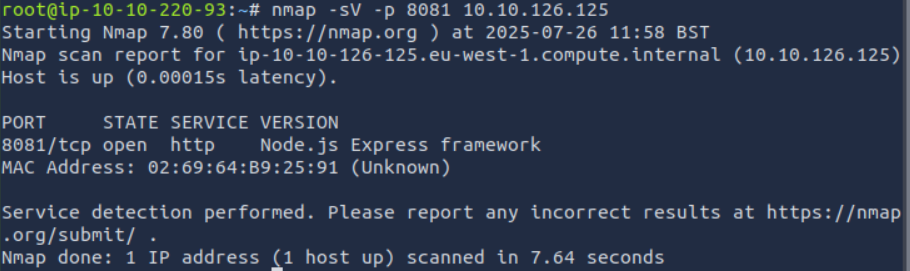 root@ip-10-10-220-93:~# nmap -sV -p 8081 10.10.126.125
Starting Nmap 7.80 ( https://nmap.org ) at 2025-07-26 11:58 BST
Nmap scan report for ip-10-10-126-125.eu-west-1.compute.internal (10.10.126.125)
Host is up (0.00015s latency).
PORT     STATE SERVICE VERSION
8081/tcp open  http    Node.js Express framework
MAC Address: 02:69:64:B9:25:91 (Unknown)
Service detection performed. Please report any incorrect results at https://nmap
.org/submit/ .
Nmap done: 1 IP address (1 host up) scanned in 7.64 seconds